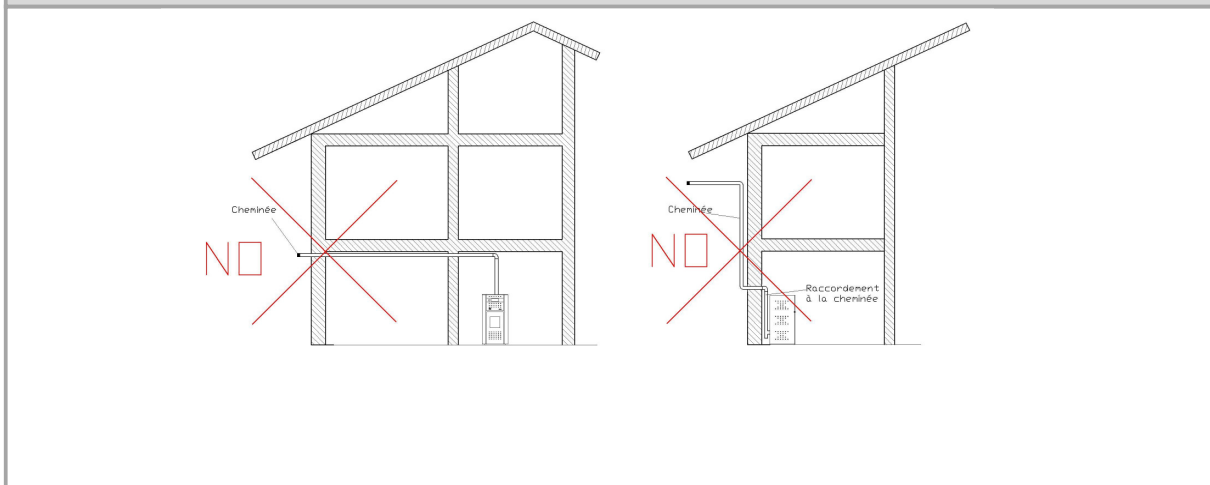 Cheminée
NO
Cheminée
NO
Raccordement
à la cheminée